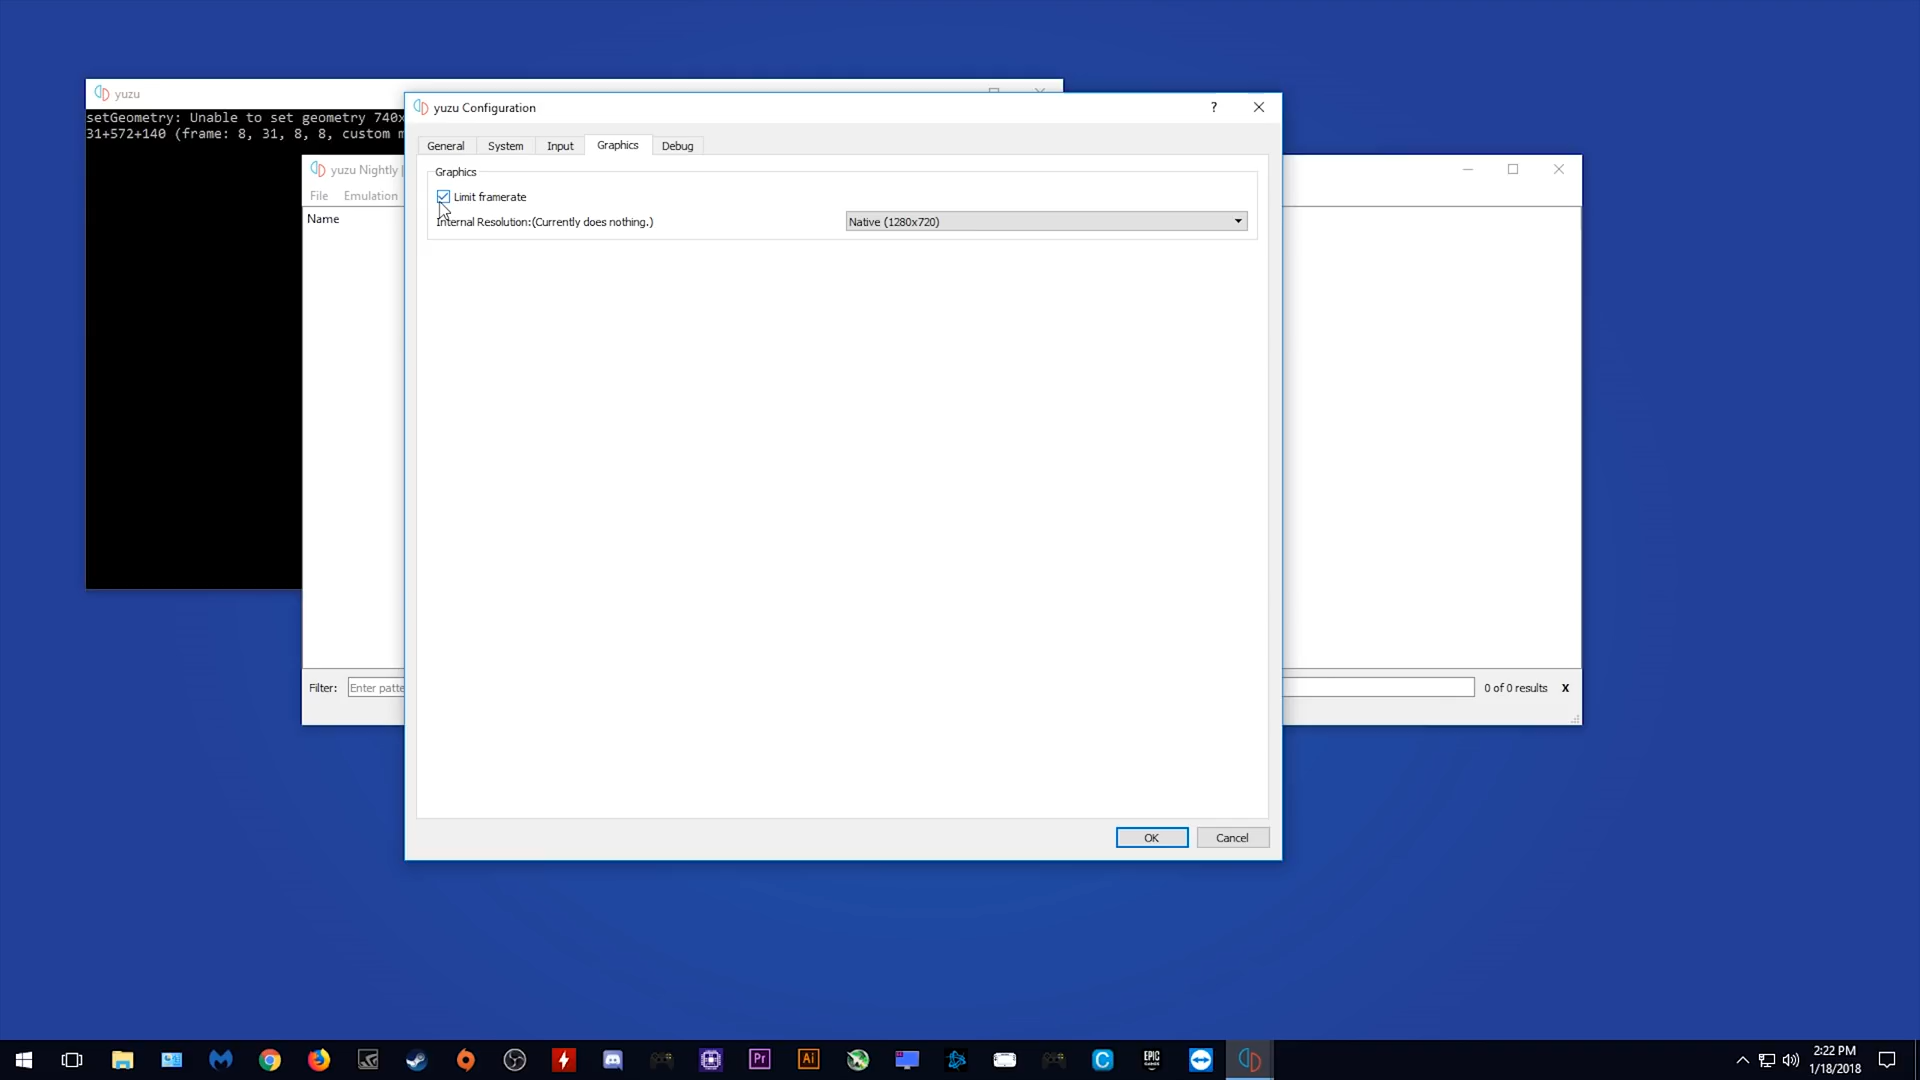 yuzu
setGeometry: Unable to set geometry 740x
31+572+140 (frame: 8, 31, 8, 8, custom m
yuzu Configuration
?
General
System
Input
Graphics
Debug
Graphics
Limit framerate
Internal Resolution:(Currently does nothing.)
Native (1280x720)
yuzu Nightly |
File
Emulation
Name
Filter:
Enter patte
0 of 0 results
X
OK
Cancel
Pr
Ai
C
EPIC
GAMES
2:22 PM
1/18/2018